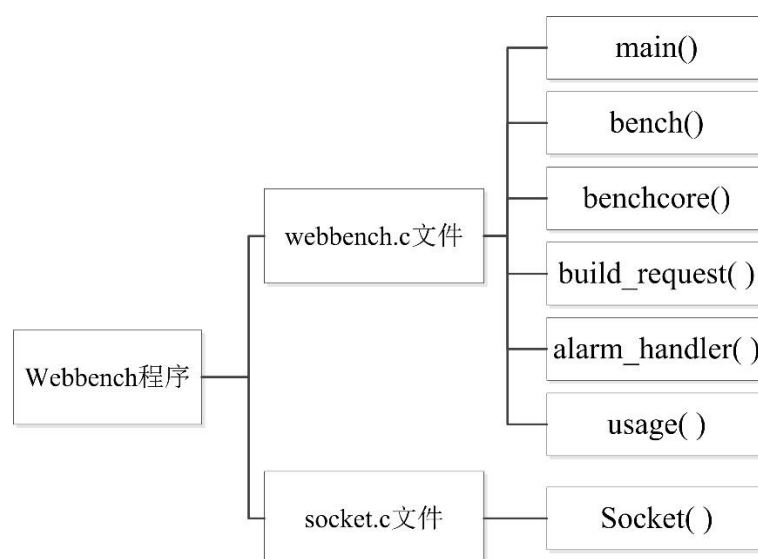 main()
bench()
benchcore()
webbench.c文件
build_request( )
alarm_handler( )
Webbench程序
usage( )
socket.c文件
Socket( )